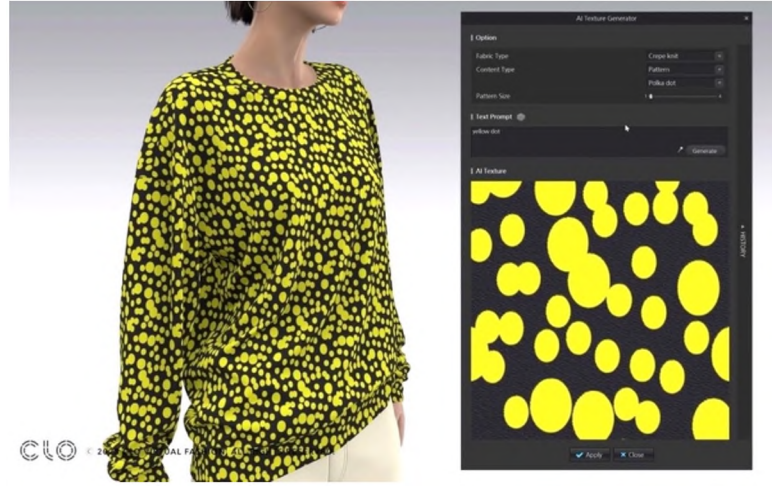 AI Texture Generator
Option
Fabric Type
Crepe knit
Content Type
Pattern
Polka dot
Pattern Size
Text Prompt
yellow dot
Generate
AI Texture
HISTORY
Apply
Close
CLO